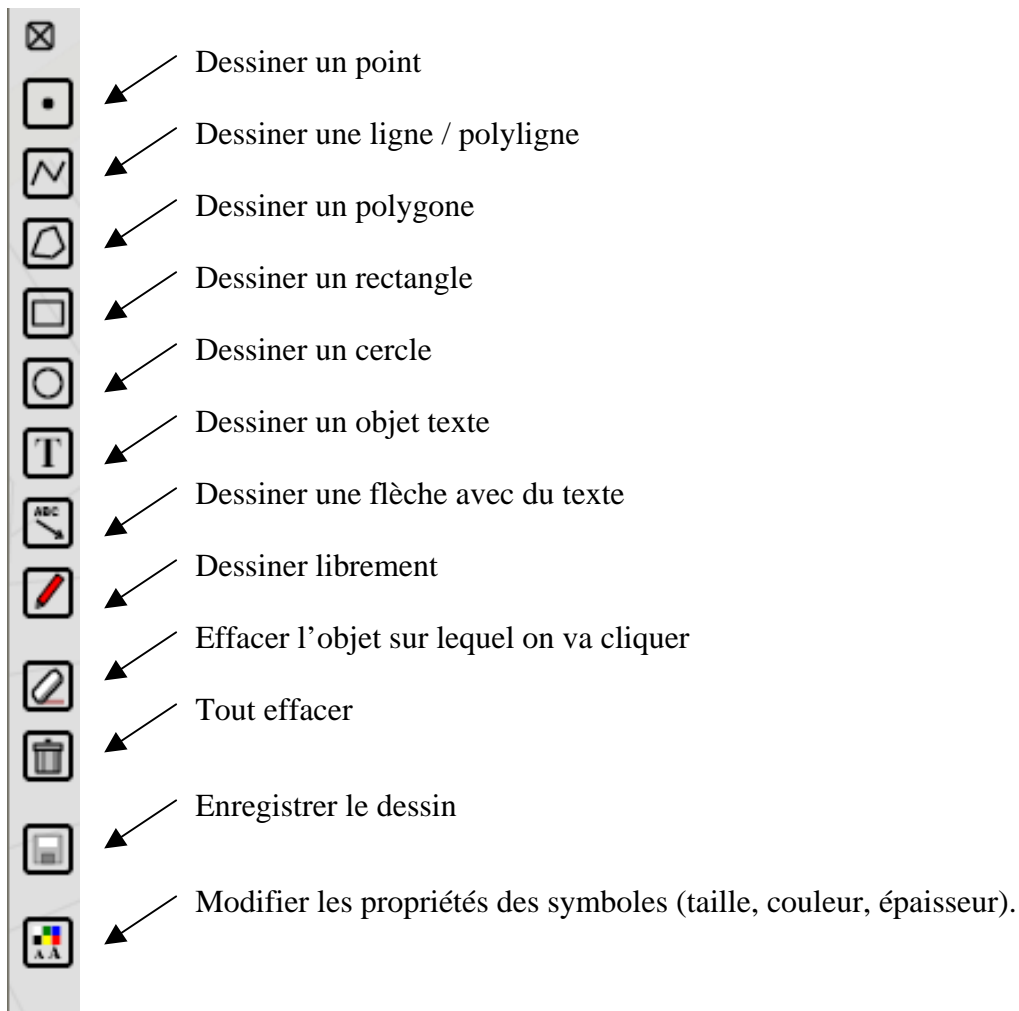 Dessiner un point
Dessiner une ligne / polyligne
Dessiner un polygone
Dessiner un rectangle
Dessiner un cercle
T
Dessiner un objet texte
ABC
Dessiner une flèche avec du texte
Dessiner librement
Effacer l’objet sur lequel on va cliquer
Tout effacer
Enregistrer le dessin
Modifier les propriétés des symboles (taille, couleur, épaisseur).
A A